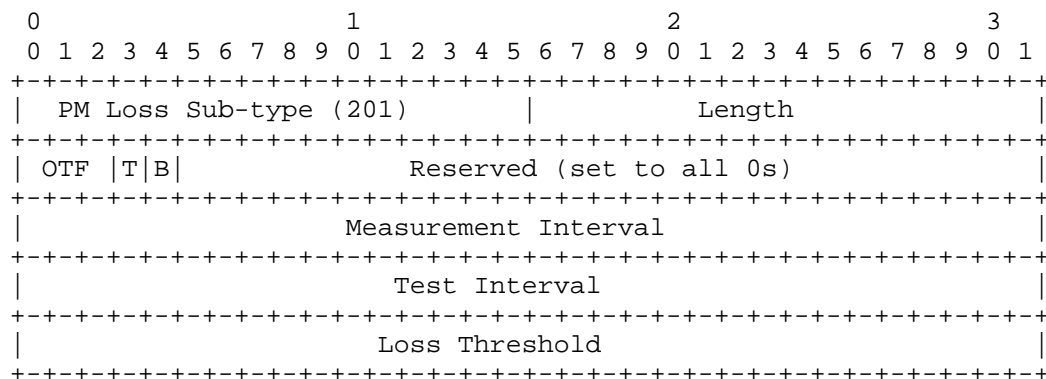 0                   1                   2                   3
 0 1 2 3 4 5 6 7 8 9 0 1 2 3 4 5 6 7 8 9 0 1 2 3 4 5 6 7 8 9 0 1
+-+-+-+-+-+-+-+-+-+-+-+-+-+-+-+-+-+-+-+-+-+-+-+-+-+-+-+-+-+-+-+-+
|  PM Loss Sub-type (201)       |          Length               |
+-+-+-+-+-+-+-+-+-+-+-+-+-+-+-+-+-+-+-+-+-+-+-+-+-+-+-+-+-+-+-+-+
| OTF |T|B|              Reserved (set to all 0s)               |
+-+-+-+-+-+-+-+-+-+-+-+-+-+-+-+-+-+-+-+-+-+-+-+-+-+-+-+-+-+-+-+-+
|                    Measurement Interval                       |
+-+-+-+-+-+-+-+-+-+-+-+-+-+-+-+-+-+-+-+-+-+-+-+-+-+-+-+-+-+-+-+-+
|                       Test Interval                           |
+-+-+-+-+-+-+-+-+-+-+-+-+-+-+-+-+-+-+-+-+-+-+-+-+-+-+-+-+-+-+-+-+
|                      Loss Threshold                           |
+-+-+-+-+-+-+-+-+-+-+-+-+-+-+-+-+-+-+-+-+-+-+-+-+-+-+-+-+-+-+-+-+